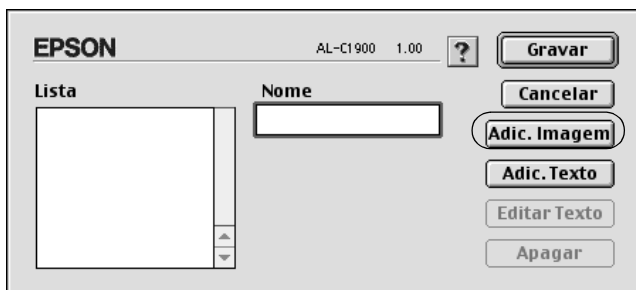 EPSON AL-C1900 1.00 ? Gravar
Lista Nome Cancelar
Adic. Imagem
Adic. Texto
Editar Texto
Apagar